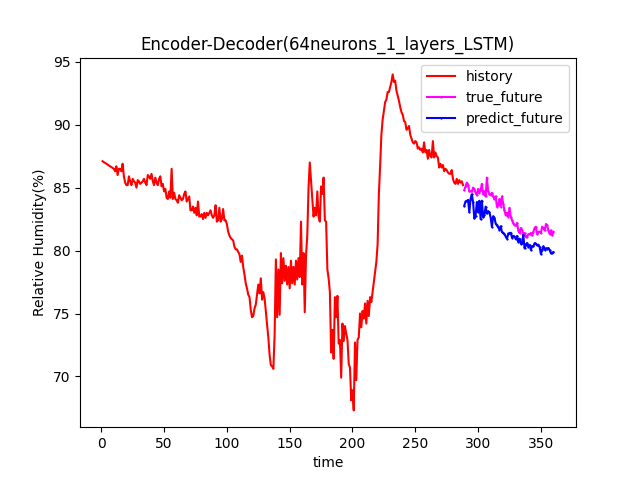 Encoder-Decoder(64neurons_1_layers_LSTM)
history
true_future
predict_future
Relative Humidity(%)
95
90
85
80
75
70
0 50 100 150 200 250 300 350
time